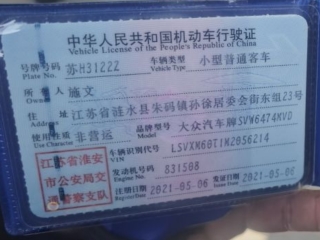 中华人民共和国机动车行驶证
Vehicle License of the People's Republic of China
号牌号码 苏H3122Z 车辆类型 小型普通客车
Plate No. Vehicle Type
所有人 施文
Owner
住址 江苏省涟水县朱码镇孙徐居委会街东组23号
Address
使用性质 非营运 品牌型号 大众汽车牌SVW6474KVD
Use Character Model
江苏省淮安市公安局交通警察支队
车辆识别代号
VIN
发动机号码 831508
Engine No.
注册日期 2021-05-06 发证日期 2021-05-06
Register Date Issue Date